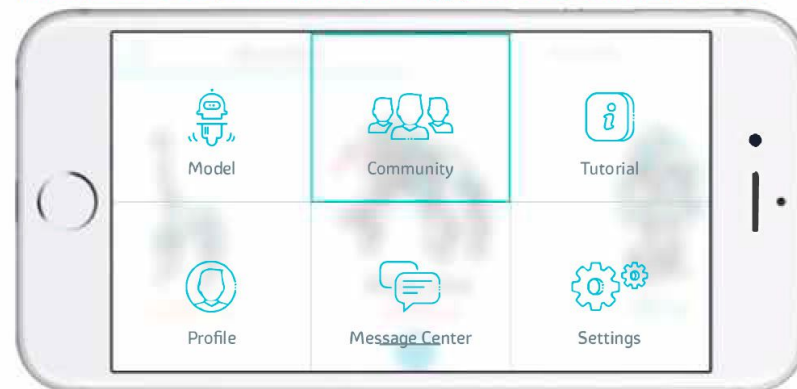 Model
Community
Tutorial
Profile
Message Center
Settings